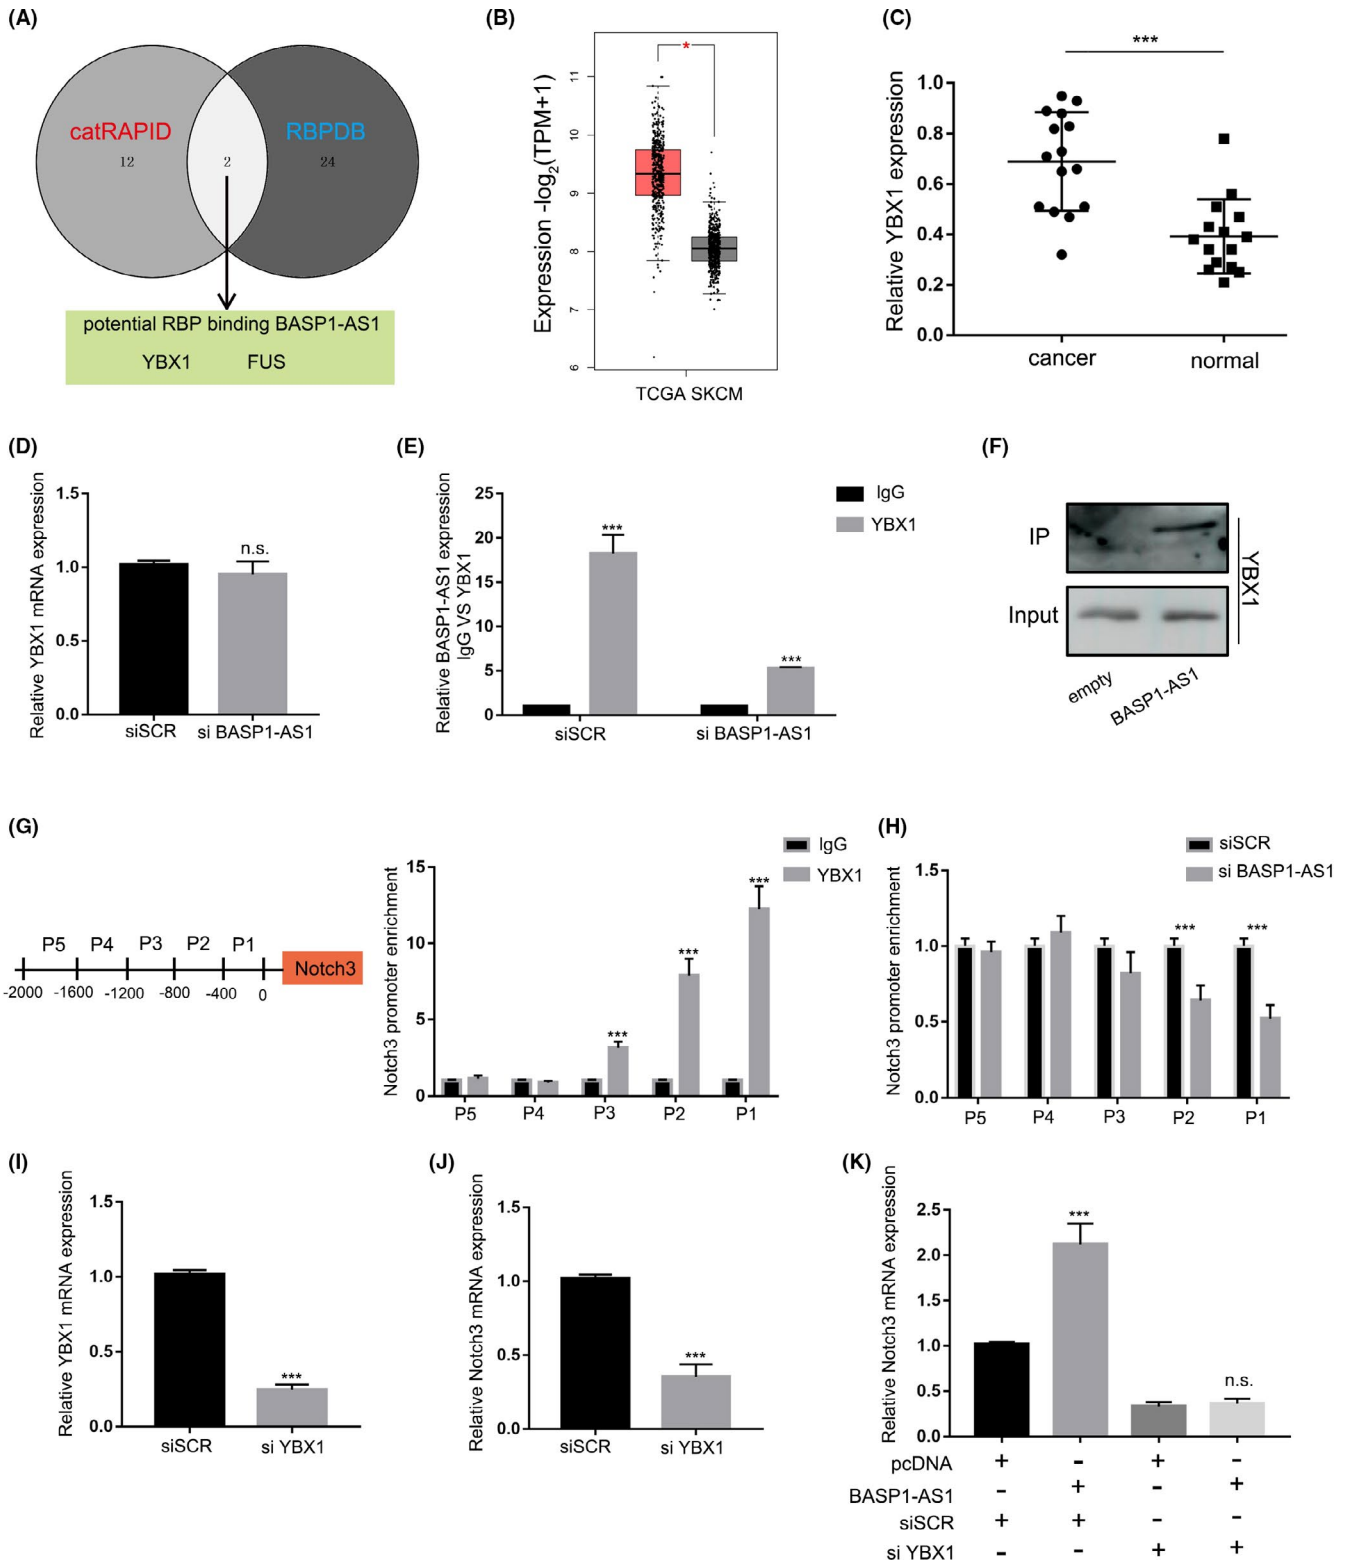 (A)
catRAPID
RBPDB
12
2
24
potential RBP binding BASP1-AS1
YBX1 FUS
(B)
Expression -log2(TPM+1)
11
10
9
8
7
6
*
TCGA SKCM
(C)
***
Relative YBX1 expression
1.0
0.8
0.6
0.4
0.2
0.0
cancer normal
(D)
Relative YBX1 mRNA expression
1.5
1.0
0.5
0.0
n.s.
siSCR si BASP1-AS1
(E)
Relative BASP1-AS1 expression
IgG VS YBX1
25
20
15
10
5
0
***
***
siSCR si BASP1-AS1
IgG
YBX1
(F)
IP
Input
YBX1
empty
BASP1-AS1
(G)
P5 P4 P3 P2 P1
Notch3
-2000 -1600 -1200 -800 -400 0
Notch3 promoter enrichment
15
10
5
0
IgG
YBX1
***
***
***
P5 P4 P3 P2 P1
(H)
siSCR
si BASP1-AS1
Notch3 promoter enrichment
1.5
1.0
0.5
0.0
*** ***
P5 P4 P3 P2 P1
(I)
Relative YBX1 mRNA expression
1.5
1.0
0.5
0.0
***
siSCR si YBX1
(J)
Relative Notch3 mRNA expression
1.5
1.0
0.5
0.0
***
siSCR si YBX1
(K)
Relative Notch3 mRNA expression
2.5
2.0
1.5
1.0
0.5
0.0
***
n.s.
pcDNA + - + -
BASP1-AS1 - + - +
siSCR + + - -
si YBX1 - - + +